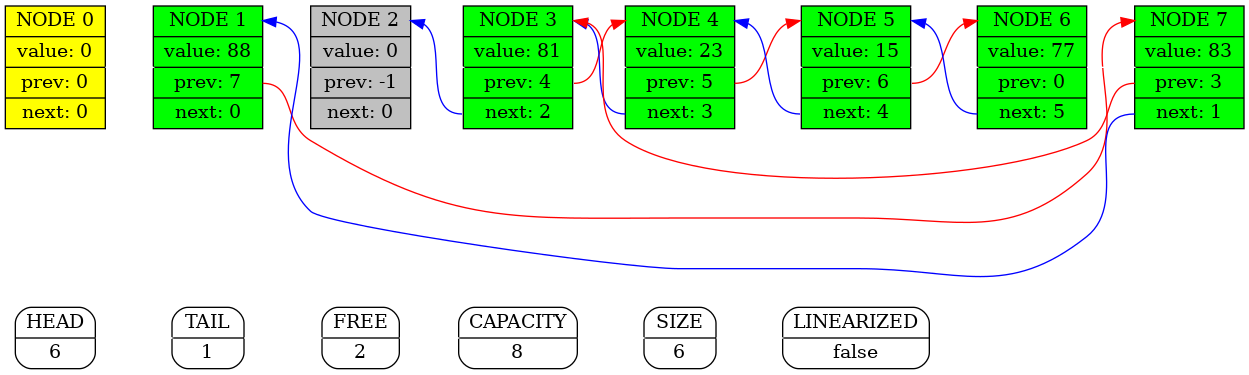 NODE 0
value: 0
prev: 0
next: 0
NODE 1
value: 88
prev: 7
next: 0
NODE 2
value: 0
prev: -1
next: 0
NODE 3
value: 81
prev: 4
next: 2
NODE 4
value: 23
prev: 5
next: 3
NODE 5
value: 15
prev: 6
next: 4
NODE 6
value: 77
prev: 0
next: 5
NODE 7
value: 83
prev: 3
next: 1
HEAD
6
TAIL
1
FREE
2
CAPACITY
8
SIZE
6
LINEARIZED
false